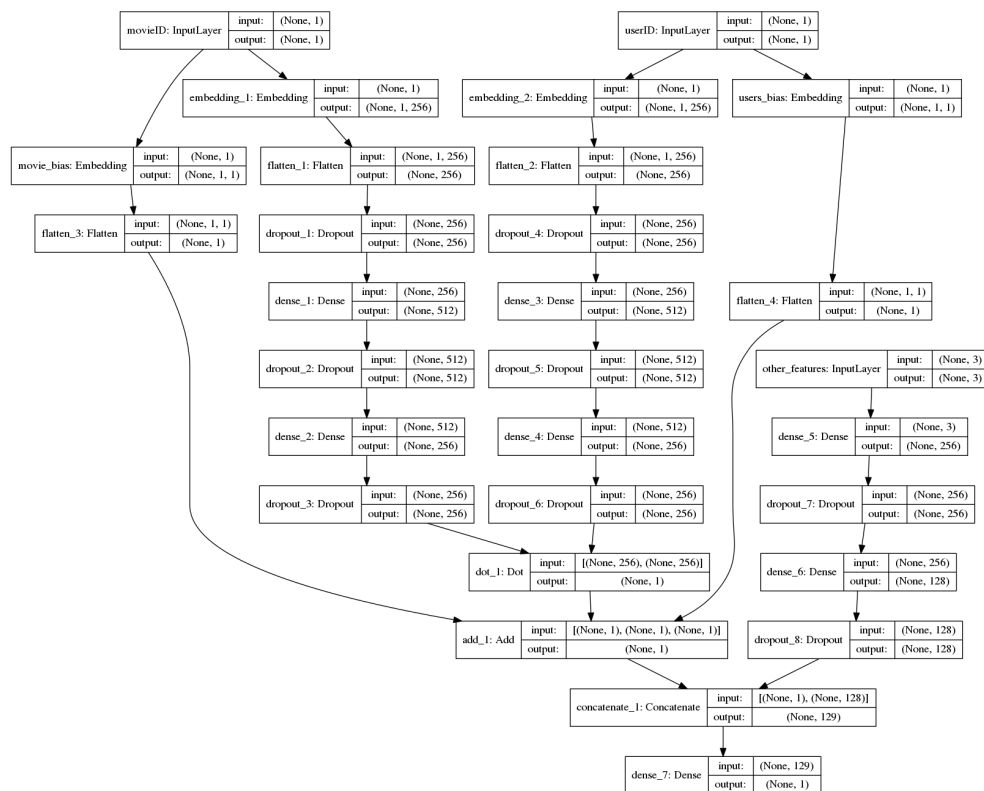 movieID: InputLayer input: (None, 1)
output: (None, 1)
userID: InputLayer input: (None, 1)
output: (None, 1)
embedding_1: Embedding input: (None, 1)
output: (None, 1, 256)
embedding_2: Embedding input: (None, 1)
output: (None, 1, 256)
users_bias: Embedding input: (None, 1)
output: (None, 1, 1)
movie_bias: Embedding input: (None, 1)
output: (None, 1, 1)
flatten_1: Flatten input: (None, 1, 256)
output: (None, 256)
flatten_2: Flatten input: (None, 1, 256)
output: (None, 256)
flatten_3: Flatten input: (None, 1, 1)
output: (None, 1)
dropout_1: Dropout input: (None, 256)
output: (None, 256)
dropout_4: Dropout input: (None, 256)
output: (None, 256)
dense_1: Dense input: (None, 256)
output: (None, 512)
dense_3: Dense input: (None, 256)
output: (None, 512)
flatten_4: Flatten input: (None, 1, 1)
output: (None, 1)
dropout_2: Dropout input: (None, 512)
output: (None, 512)
dropout_5: Dropout input: (None, 512)
output: (None, 512)
other_features: InputLayer input: (None, 3)
output: (None, 3)
dense_2: Dense input: (None, 512)
output: (None, 256)
dense_4: Dense input: (None, 512)
output: (None, 256)
dense_5: Dense input: (None, 3)
output: (None, 256)
dropout_3: Dropout input: (None, 256)
output: (None, 256)
dropout_6: Dropout input: (None, 256)
output: (None, 256)
dropout_7: Dropout input: (None, 256)
output: (None, 256)
dot_1: Dot input: [(None, 256), (None, 256)]
output: (None, 1)
dense_6: Dense input: (None, 256)
output: (None, 128)
add_1: Add input: [(None, 1), (None, 1), (None, 1)]
output: (None, 1)
dropout_8: Dropout input: (None, 128)
output: (None, 128)
concatenate_1: Concatenate input: [(None, 1), (None, 128)]
output: (None, 129)
dense_7: Dense input: (None, 129)
output: (None, 1)